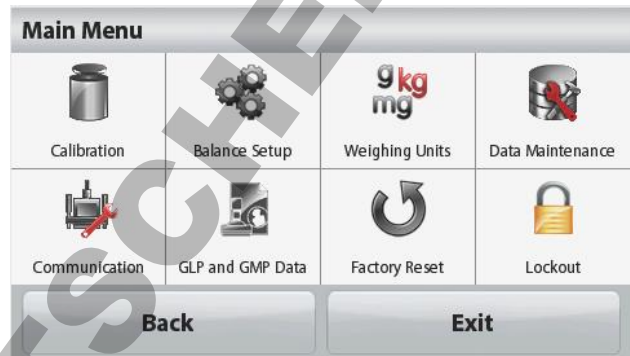 Main Menu
g kg
mg
Calibration Balance Setup Weighing Units Data Maintenance
Communication GLP and GMP Data Factory Reset Lockout
Back Exit